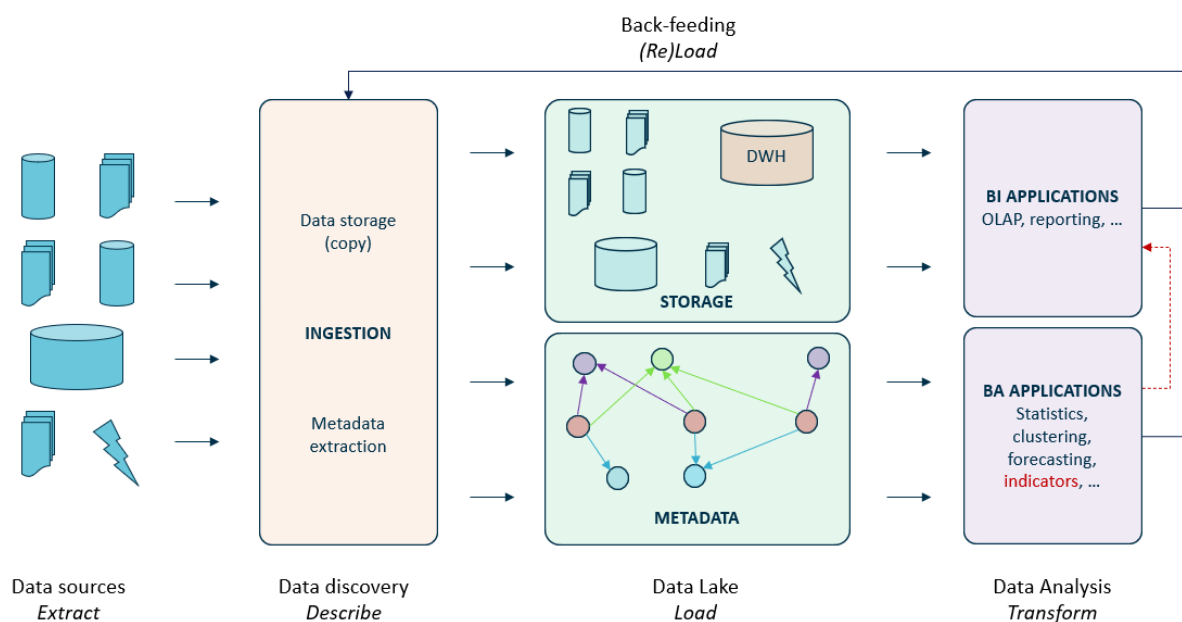 Back-feeding
(Re)Load
Data storage
(copy)
INGESTION
Metadata
extraction
DWH
STORAGE
METADATA
BI APPLICATIONS
OLAP, reporting, …
BA APPLICATIONS
Statistics,
clustering,
forecasting,
indicators, …
Data sources
Extract
Data discovery
Describe
Data Lake
Load
Data Analysis
Transform